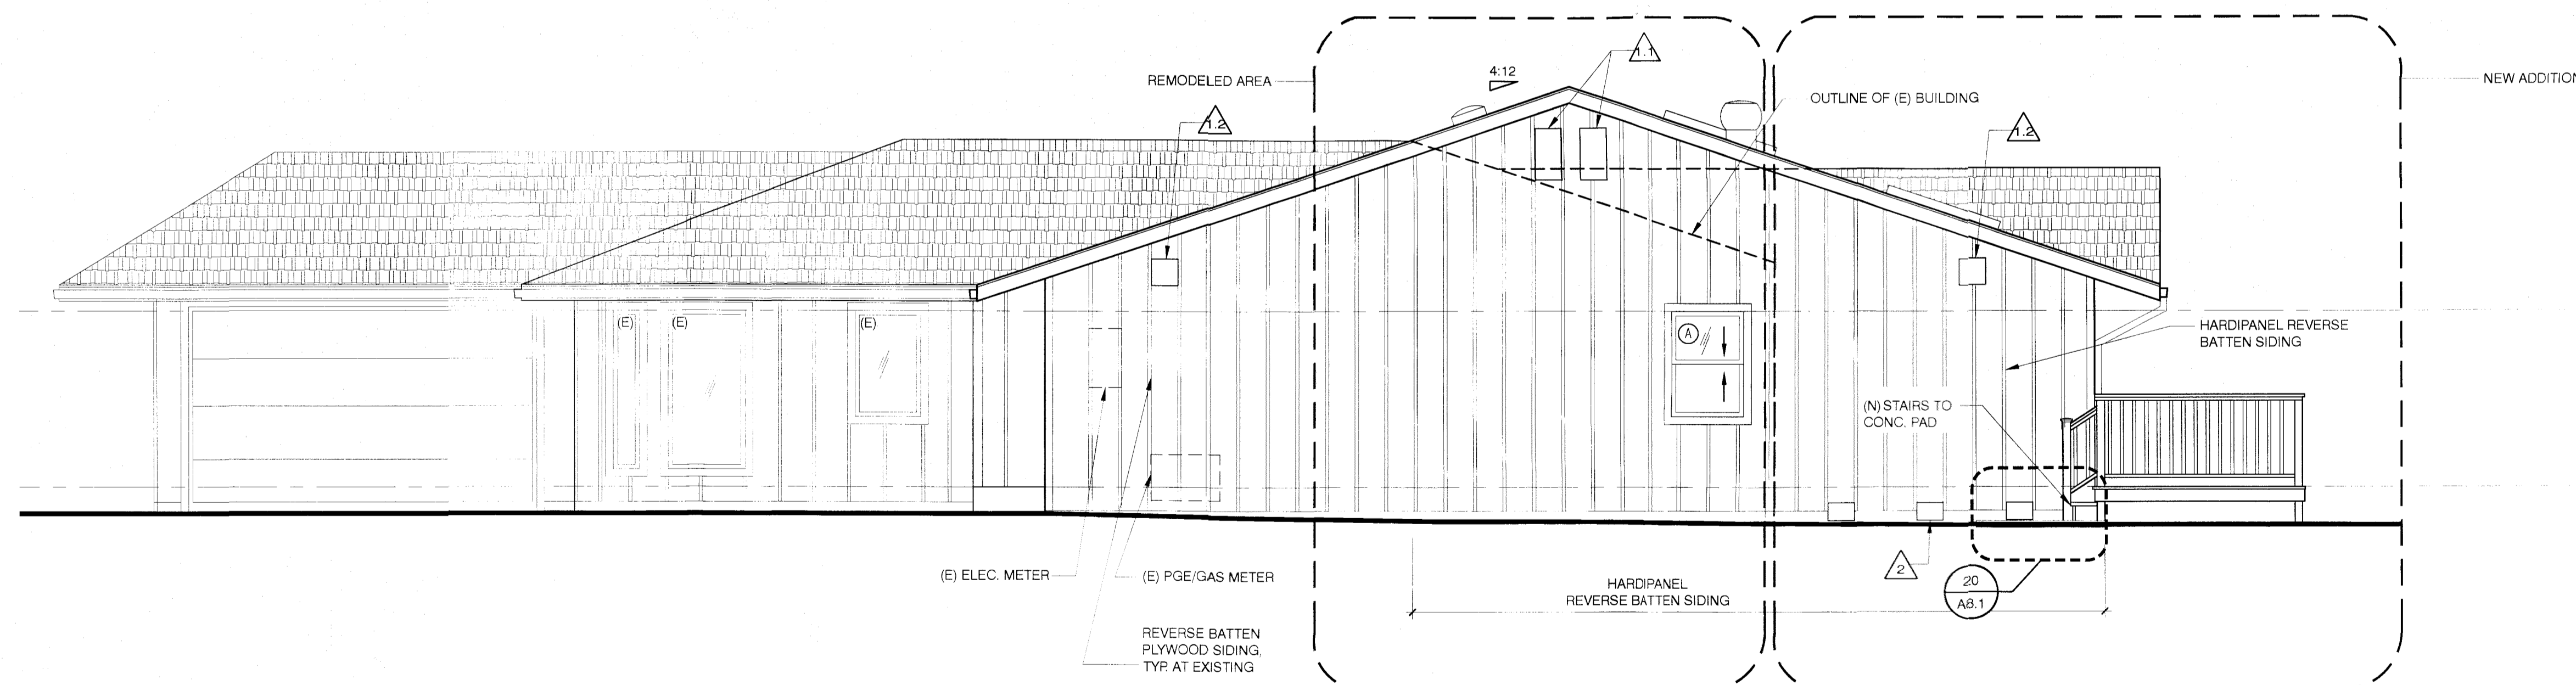 1.1
4:12
REMODELED AREA
NEW ADDITION
OUTLINE OF (E) BUILDING
1.2
1.2
(E)
(E)
(E)
A
HARDIPANEL REVERSE
BATTEN SIDING
(N) STAIRS TO
CONC. PAD
(E) ELEC. METER
(E) PGE/GAS METER
2
20
A8.1
HARDIPANEL
REVERSE BATTEN SIDING
REVERSE BATTEN
PLYWOOD SIDING,
TYP. AT EXISTING